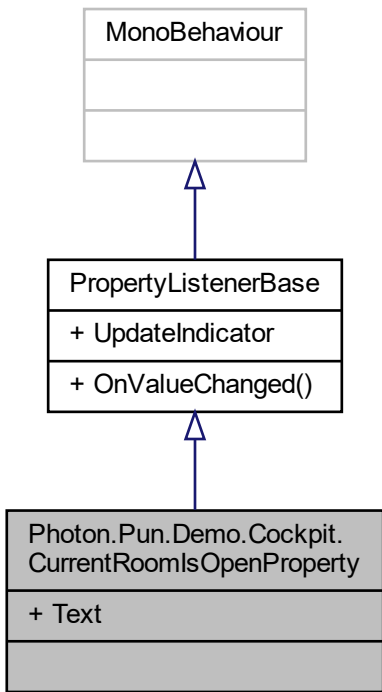 MonoBehaviour
PropertyListenerBase
+ UpdateIndicator
+ OnValueChanged()
Photon.Pun.Demo.Cockpit.
CurrentRoomIsOpenProperty
+ Text